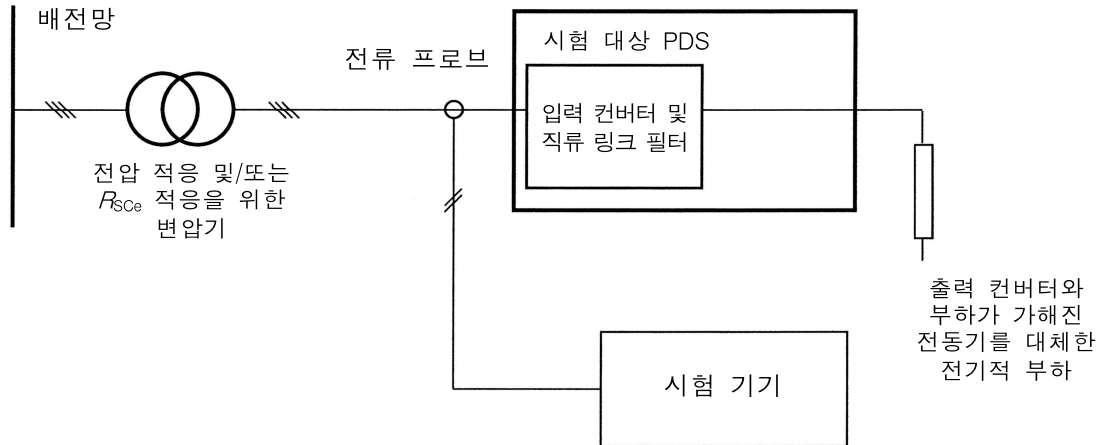 배전망
시험 대상 PDS
전류 프로브
입력 컨버터 및
직류 링크 필터
전압 적응 및/또는
RSCe 적응을 위한
변압기
출력 컨버터와
부하가 가해진
전동기를 대체한
전기적 부하
시험 기기